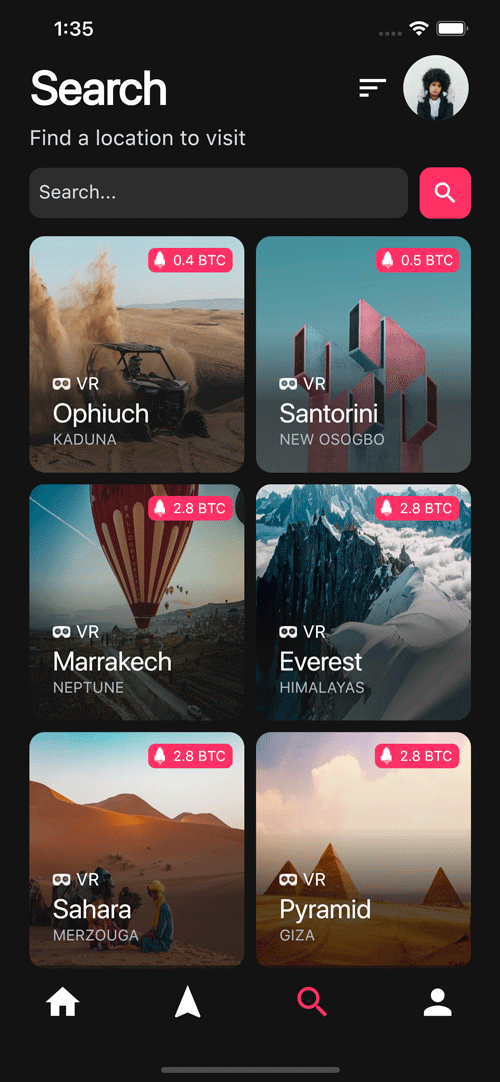 1:35
Search
Find a location to visit
Search...
0.4 BTC
VR
Ophiuch
KADUNA
0.5 BTC
VR
Santorini
NEW OSOGBO
2.8 BTC
VR
Marrakech
NEPTUNE
2.8 BTC
VR
Everest
HIMALAYAS
2.8 BTC
VR
Sahara
MERZOUGA
2.8 BTC
VR
Pyramid
GIZA